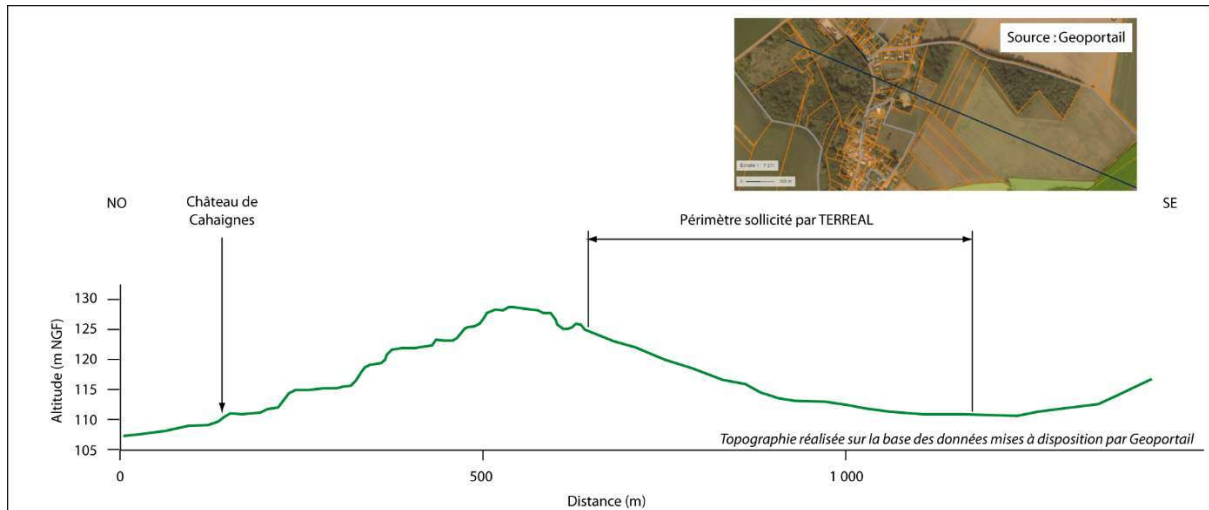 Source : Geoportail
NO
Château de
Cahaignes
Périmètre sollicité par TERREAL
SE
Altitude (m NGF)
130
125
120
115
110
105
Topographie réalisée sur la base des données mises à disposition par Geoportail
0
500
1 000
Distance (m)